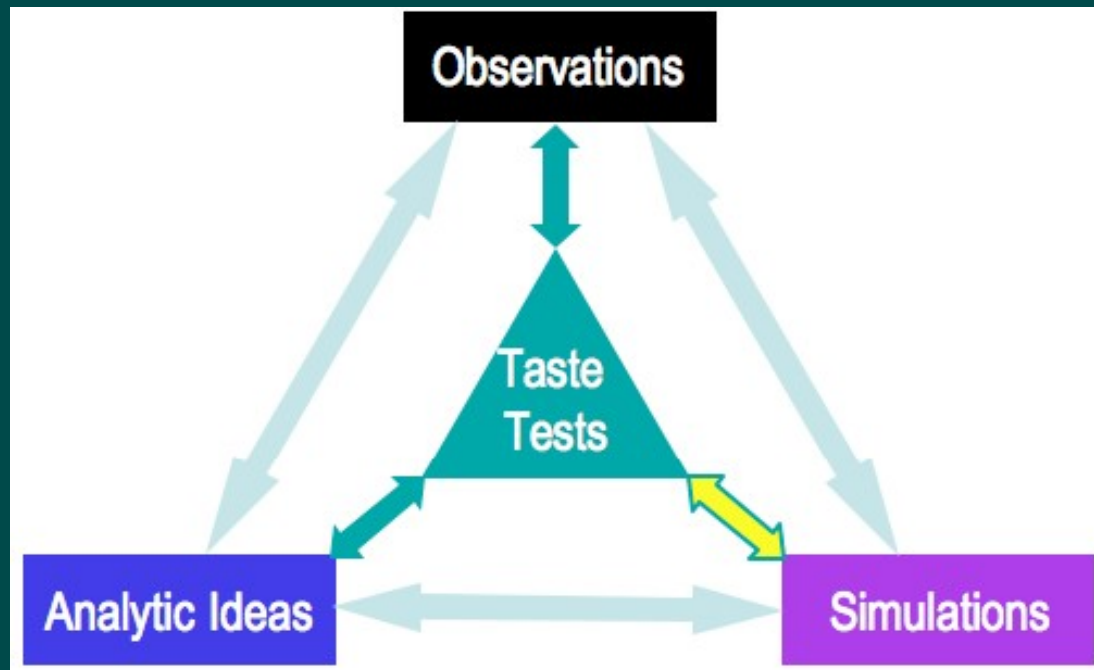 Observations
Taste
Tests
Analytic Ideas
Simulations